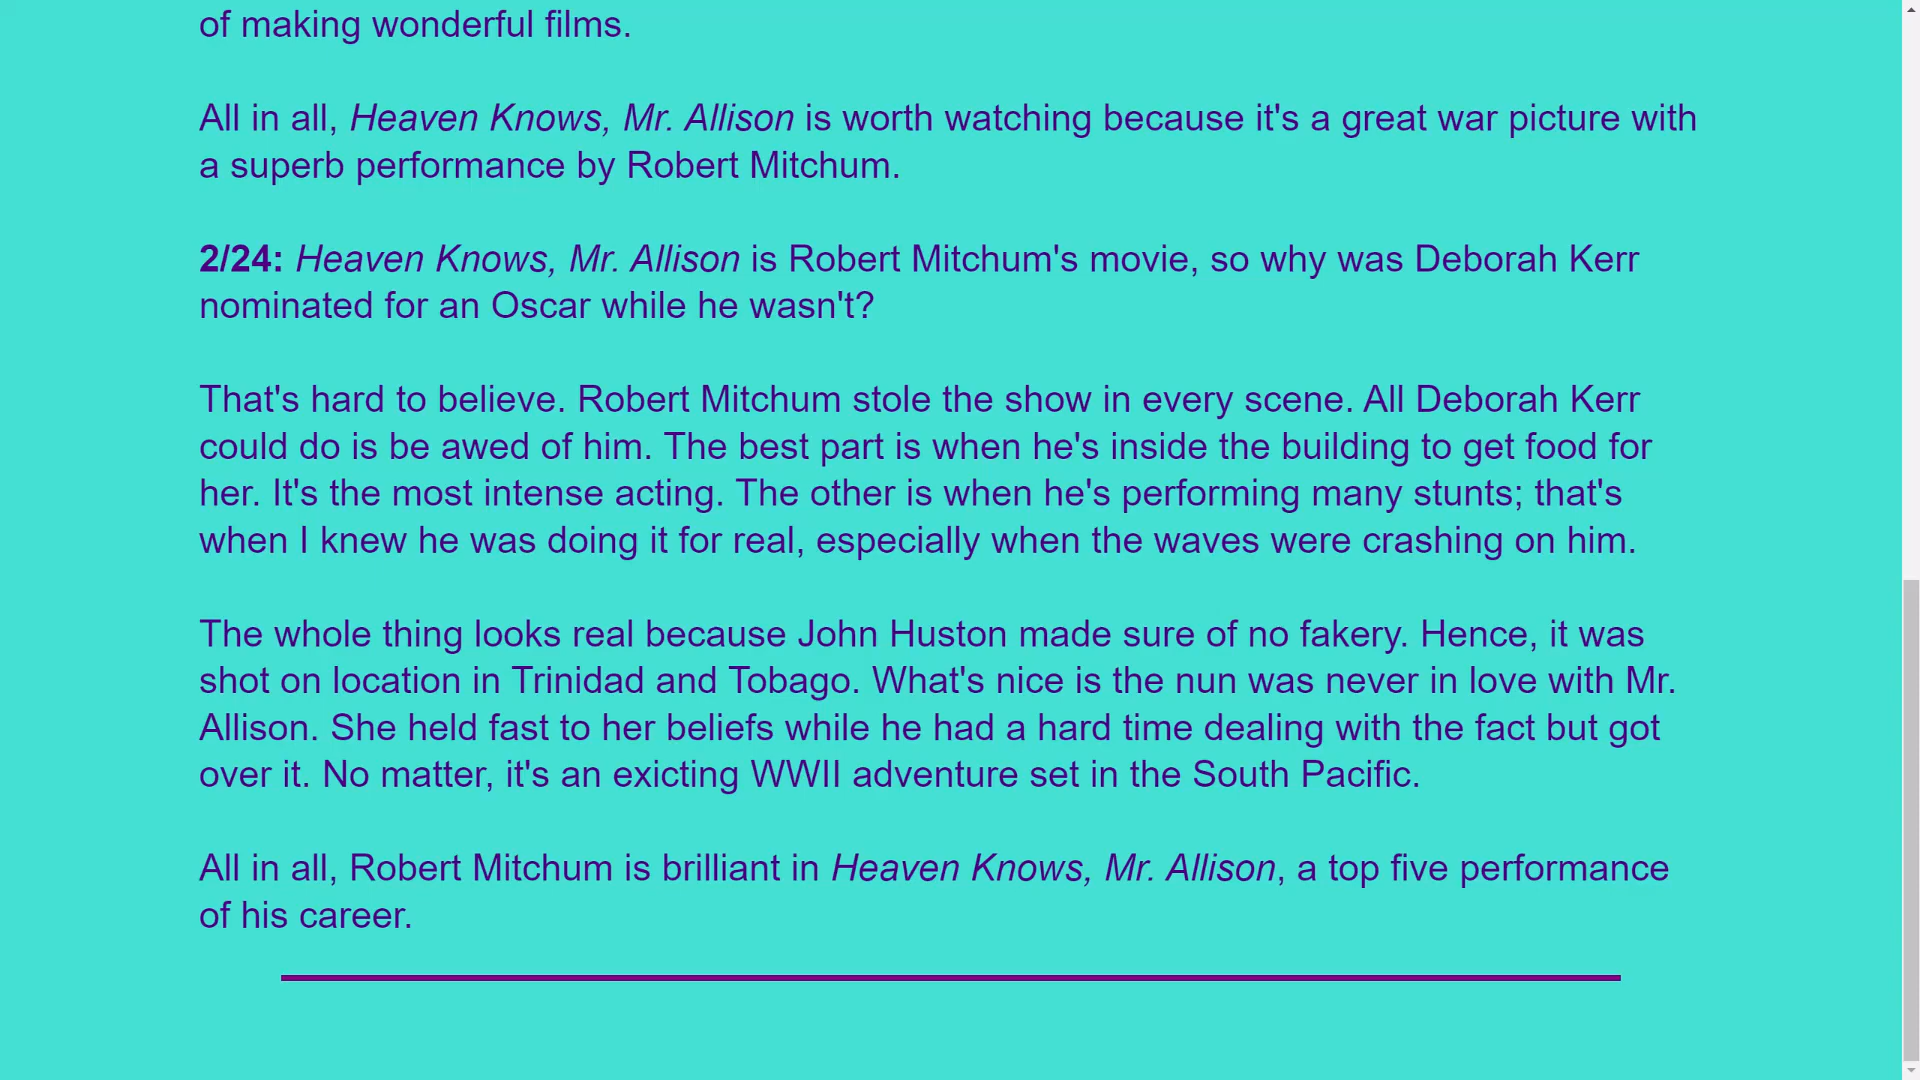 of making wonderful films.
All in all, Heaven Knows, Mr. Allison is worth watching because it's a great war picture with
a superb performance by Robert Mitchum.
2/24: Heaven Knows, Mr. Allison is Robert Mitchum's movie, so why was Deborah Kerr
nominated for an Oscar while he wasn't?
That's hard to believe. Robert Mitchum stole the show in every scene. All Deborah Kerr
could do is be awed of him. The best part is when he's inside the building to get food for
her. It's the most intense acting. The other is when he's performing many stunts; that's
when I knew he was doing it for real, especially when the waves were crashing on him.
The whole thing looks real because John Huston made sure of no fakery. Hence, it was
shot on location in Trinidad and Tobago. What's nice is the nun was never in love with Mr.
Allison. She held fast to her beliefs while he had a hard time dealing with the fact but got
over it. No matter, it's an exicting WWII adventure set in the South Pacific.
All in all, Robert Mitchum is brilliant in Heaven Knows, Mr. Allison, a top five performance
of his career.